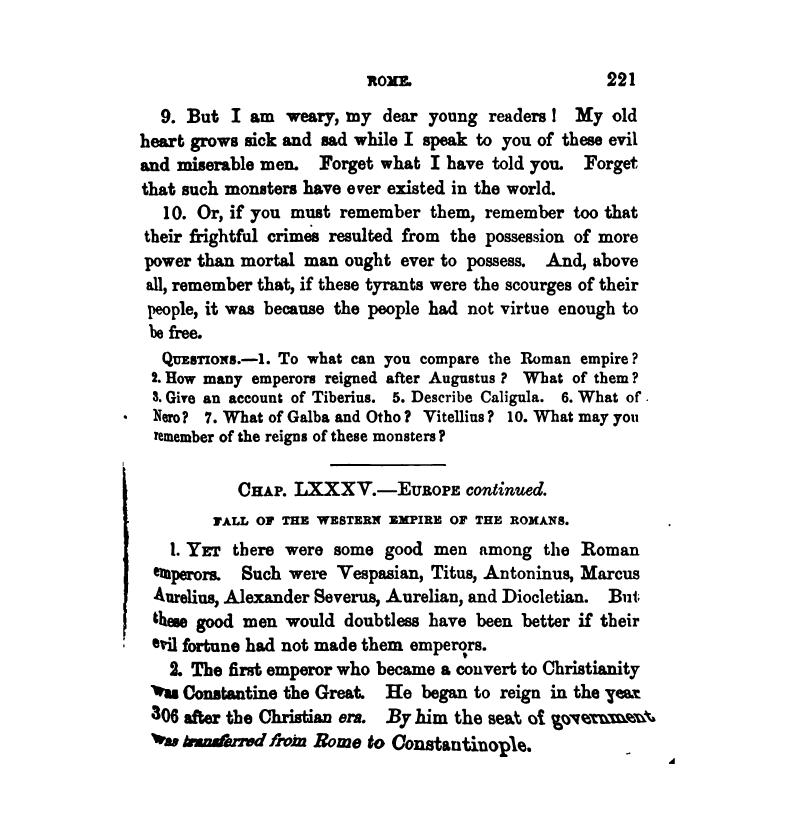 ROME. 221
9. But I am weary, my dear young readers! My old
heart grows sick and sad while I speak to you of these evil
and miserable men. Forget what I have told you. Forget
that such monsters have ever existed in the world.
10. Or, if you must remember them, remember too that
their frightful crimes resulted from the possession of more
power than mortal man ought ever to possess. And, above
all, remember that, if these tyrants were the scourges of their
people, it was because the people had not virtue enough to
be free.
QUESTIONS.—1. To what can you compare the Roman empire?
2. How many emperors reigned after Augustus? What of them?
3. Give an account of Tiberius. 5. Describe Caligula. 6. What of
Nero? 7. What of Galba and Otho? Vitellius? 10. What may you
remember of the reigns of these monsters?
CHAP. LXXXV.—EUROPE continued.
FALL OF THE WESTERN EMPIRE OF THE ROMANS.
1. YET there were some good men among the Roman
emperors. Such were Vespasian, Titus, Antoninus, Marcus
Aurelius, Alexander Severus, Aurelian, and Diocletian. But
these good men would doubtless have been better if their
evil fortune had not made them emperors.
2. The first emperor who became a convert to Christianity
was Constantine the Great. He began to reign in the year
306 after the Christian era. By him the seat of government
was transferred from Rome to Constantinople.